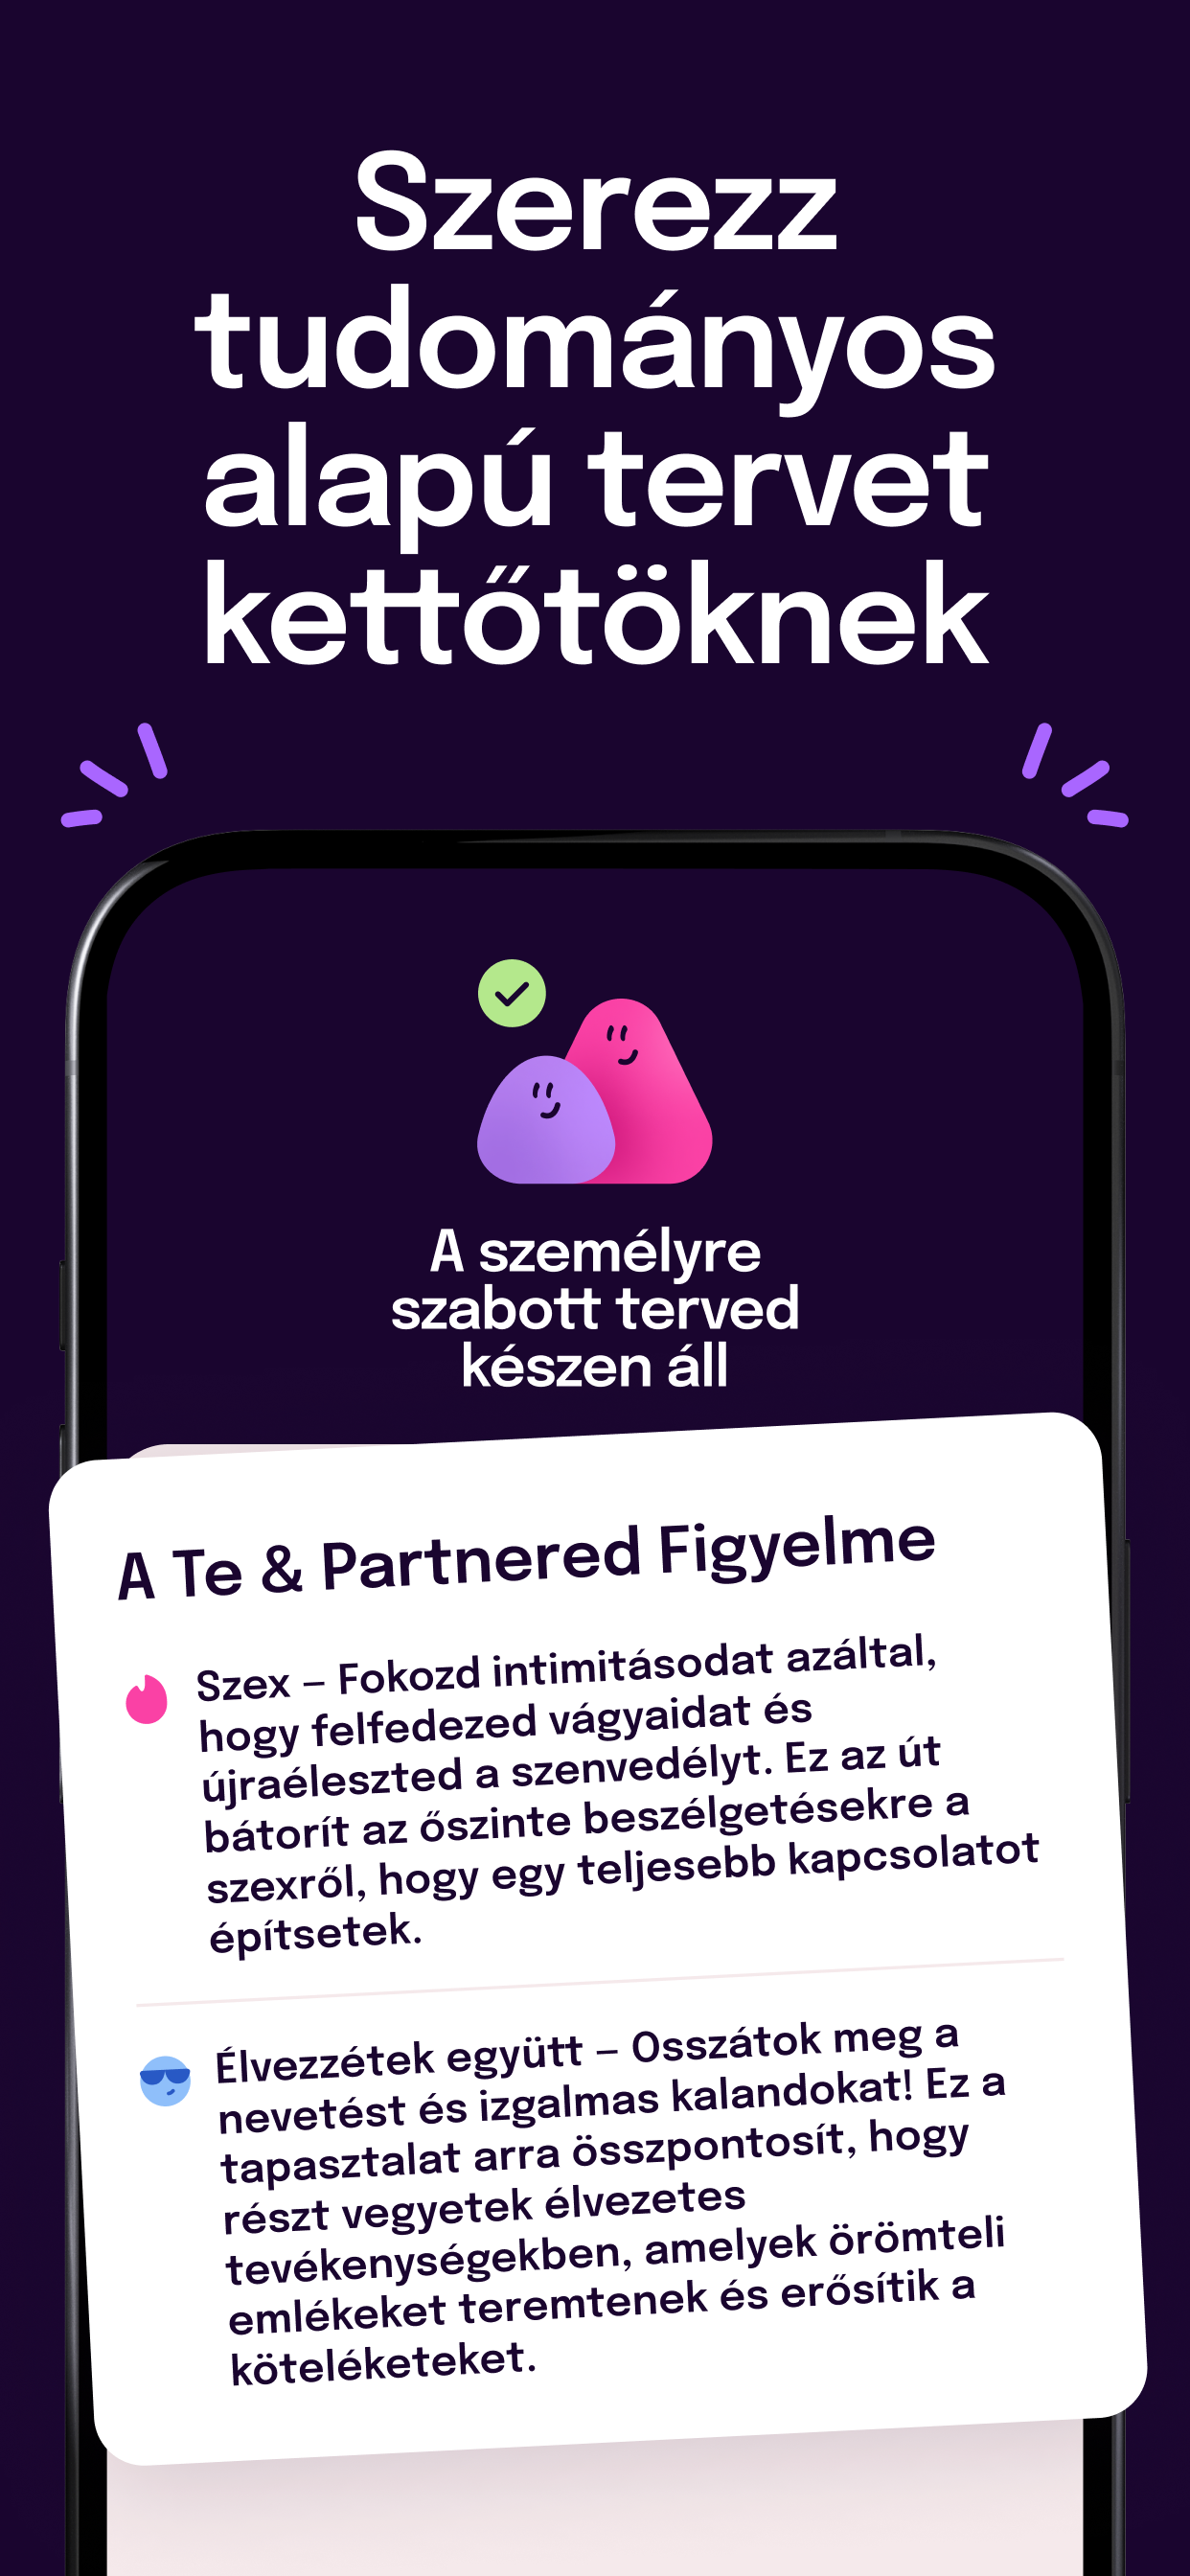 Szerezz
tudományos
alapú tervet
kettőtöknek
A személyre
szabott terved
készen áll
A Te & Partnered Figyelme
Szex – Fokozd intimitásodat azáltal,
hogy felfedezed vágyaidat és
újraéleszted a szenvedélyt. Ez az út
bátorít az őszinte beszélgetésekre a
szexről, hogy egy teljesebb kapcsolatot
építsetek.
Élvezzétek együtt – Osszátok meg a
nevetést és izgalmas kalandokat! Ez a
tapasztalat arra összpontosít, hogy
részt vegyetek élvezetes
tevékenységekben, amelyek örömteli
emlékeket teremtenek és erősítik a
köteléketeket.